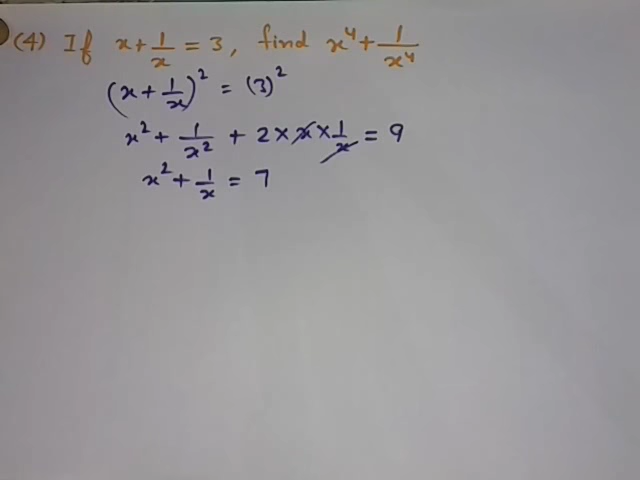 (4) If x + 1/x = 3, find x⁴ + 1/x⁴
(x + 1/x)² = (3)²
x² + 1/x² + 2 × x × 1/x = 9
x² + 1/x = 7